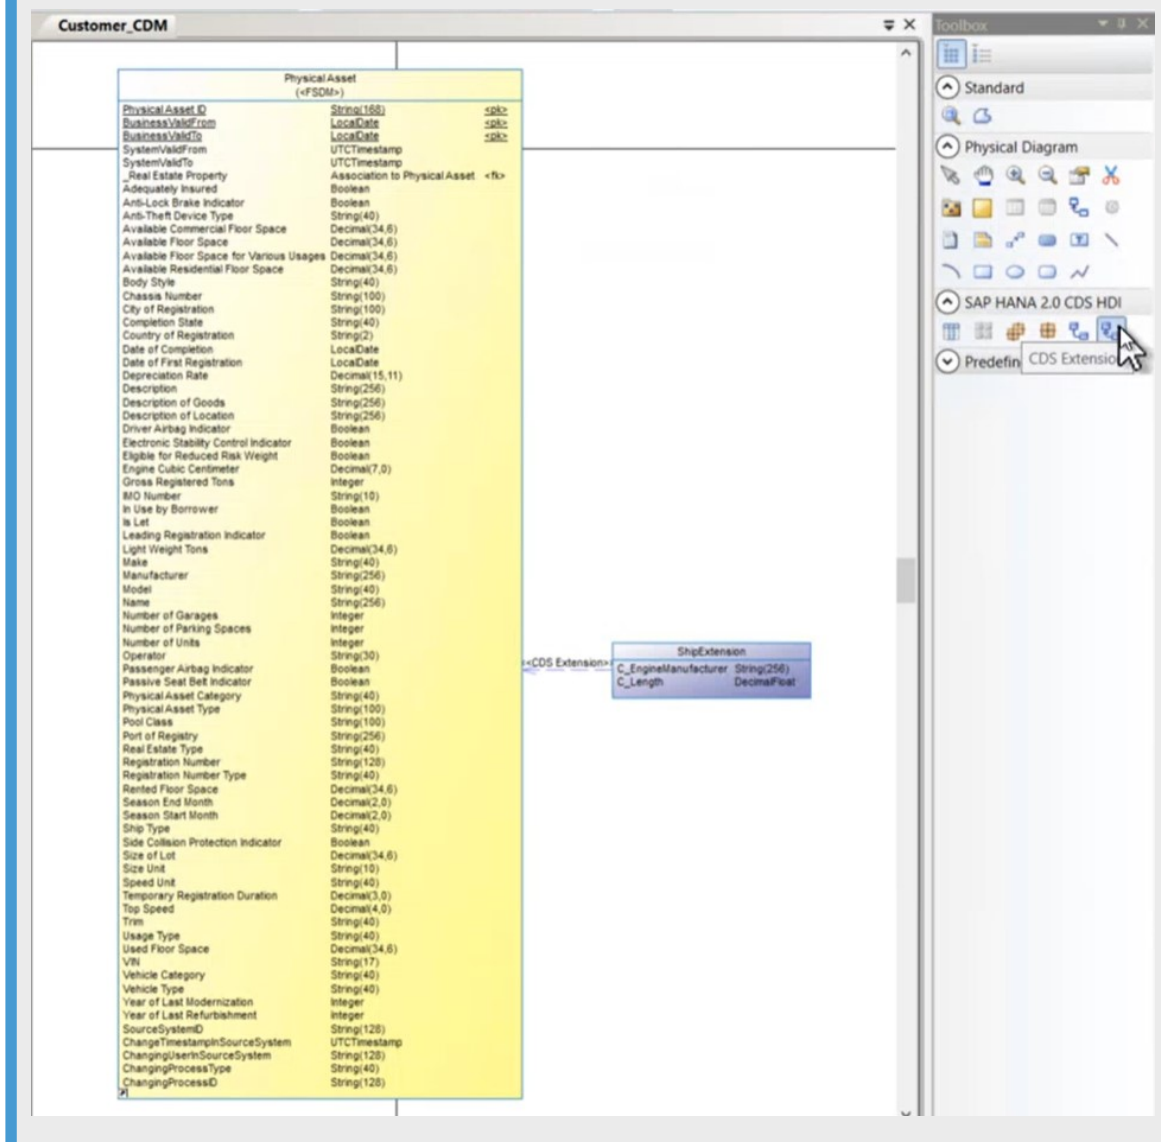 Customer_CDM
Toolbox
Physical Asset
(<FSDM>)
Physical Asset ID String(168) <pk>
BusinessValidFrom LocalDate <pk>
BusinessValidTo LocalDate <pk>
SystemValidFrom UTCTimestamp
SystemValidTo UTCTimestamp
_Real Estate Property Association to Physical Asset <fk>
Adequately Insured Boolean
Anti-Lock Brake Indicator Boolean
Anti-Theft Device Type String(40)
Available Commercial Floor Space Decimal(34,6)
Available Floor Space Decimal(34,6)
Available Floor Space for Various Usages Decimal(34,6)
Available Residential Floor Space Decimal(34,6)
Body Style String(40)
Chassis Number String(100)
City of Registration String(100)
Completion State String(40)
Country of Registration String(2)
Date of Completion LocalDate
Date of First Registration LocalDate
Depreciation Rate Decimal(15,11)
Description String(256)
Description of Goods String(256)
Description of Location String(256)
Driver Airbag Indicator Boolean
Electronic Stability Control Indicator Boolean
Eligible for Reduced Risk Weight Boolean
Engine Cubic Centimeter Decimal(7,0)
Gross Registered Tons Integer
IMO Number String(10)
In Use by Borrower Boolean
Is Let Boolean
Leading Registration Indicator Boolean
Light Weight Tons Decimal(34,6)
Make String(40)
Manufacturer String(256)
Model String(40)
Name String(256)
Number of Garages Integer
Number of Parking Spaces Integer
Number of Units Integer
Operator String(30)
Passenger Airbag Indicator Boolean
Passive Seat Belt Indicator Boolean
Physical Asset Category String(40)
Physical Asset Type String(100)
Pool Class String(100)
Port of Registry String(256)
Real Estate Type String(40)
Registration Number String(128)
Registration Number Type String(40)
Rented Floor Space Decimal(34,6)
Season End Month Decimal(2,0)
Season Start Month Decimal(2,0)
Ship Type String(40)
Side Collision Protection Indicator Boolean
Size of Lot Decimal(34,6)
Size Unit String(10)
Speed Unit String(40)
Temporary Registration Duration Decimal(3,0)
Top Speed Decimal(4,0)
Trim String(40)
Usage Type String(40)
Used Floor Space Decimal(34,6)
VIN String(17)
Vehicle Category String(40)
Vehicle Type String(40)
Year of Last Modernization Integer
Year of Last Refurbishment Integer
SourceSystemID String(128)
ChangeTimestampInSourceSystem UTCTimestamp
ChangingUserInSourceSystem String(128)
ChangingProcessType String(40)
ChangingProcessID String(128)
<CDS Extension>
ShipExtension
C_EngineManufacturer String(256)
C_Length DecimalFloat
Standard
Physical Diagram
SAP HANA 2.0 CDS HDI
Predefin
CDS Extensio